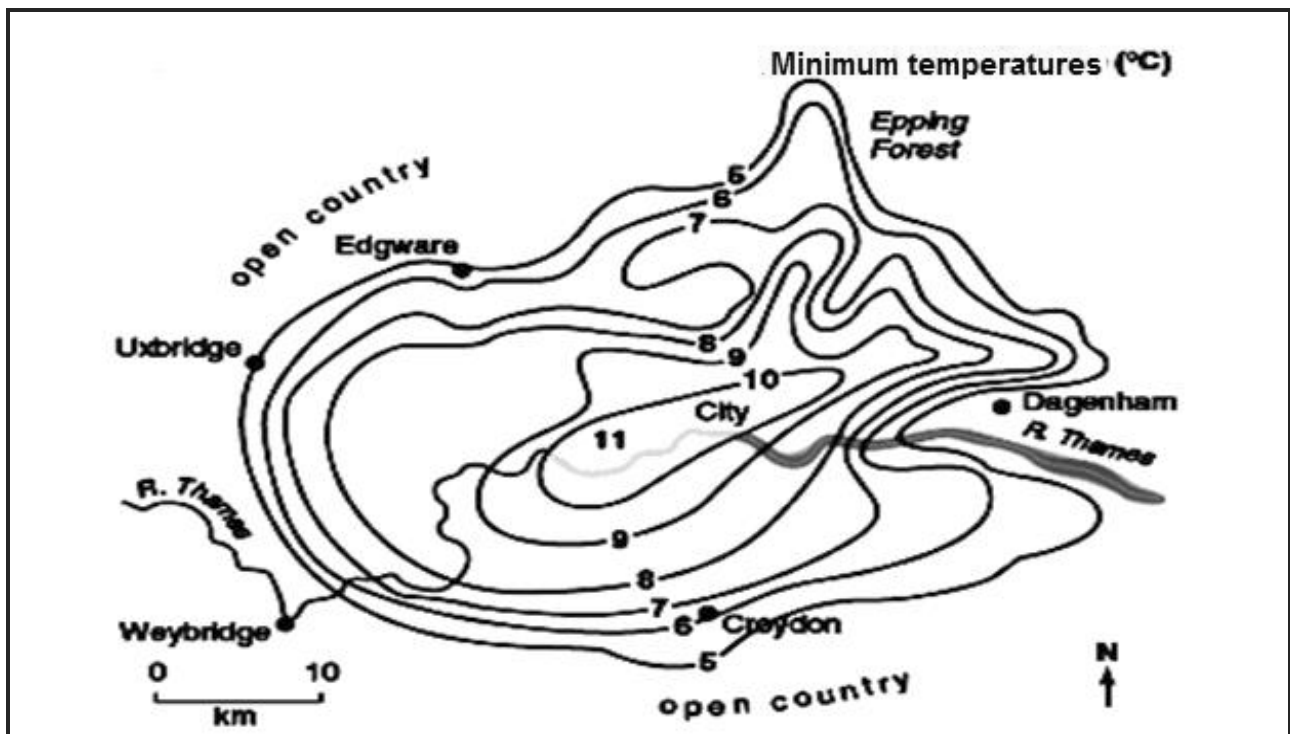 Minimum temperatures (°C)
Epping
Forest
open country
5
6
7
Edgware
Uxbridge
8
9
10
City
Dagenham
11
R. Thames
R. Thames
9
8
7
6
Croydon
Weybridge
5
0 10
km
open country
N